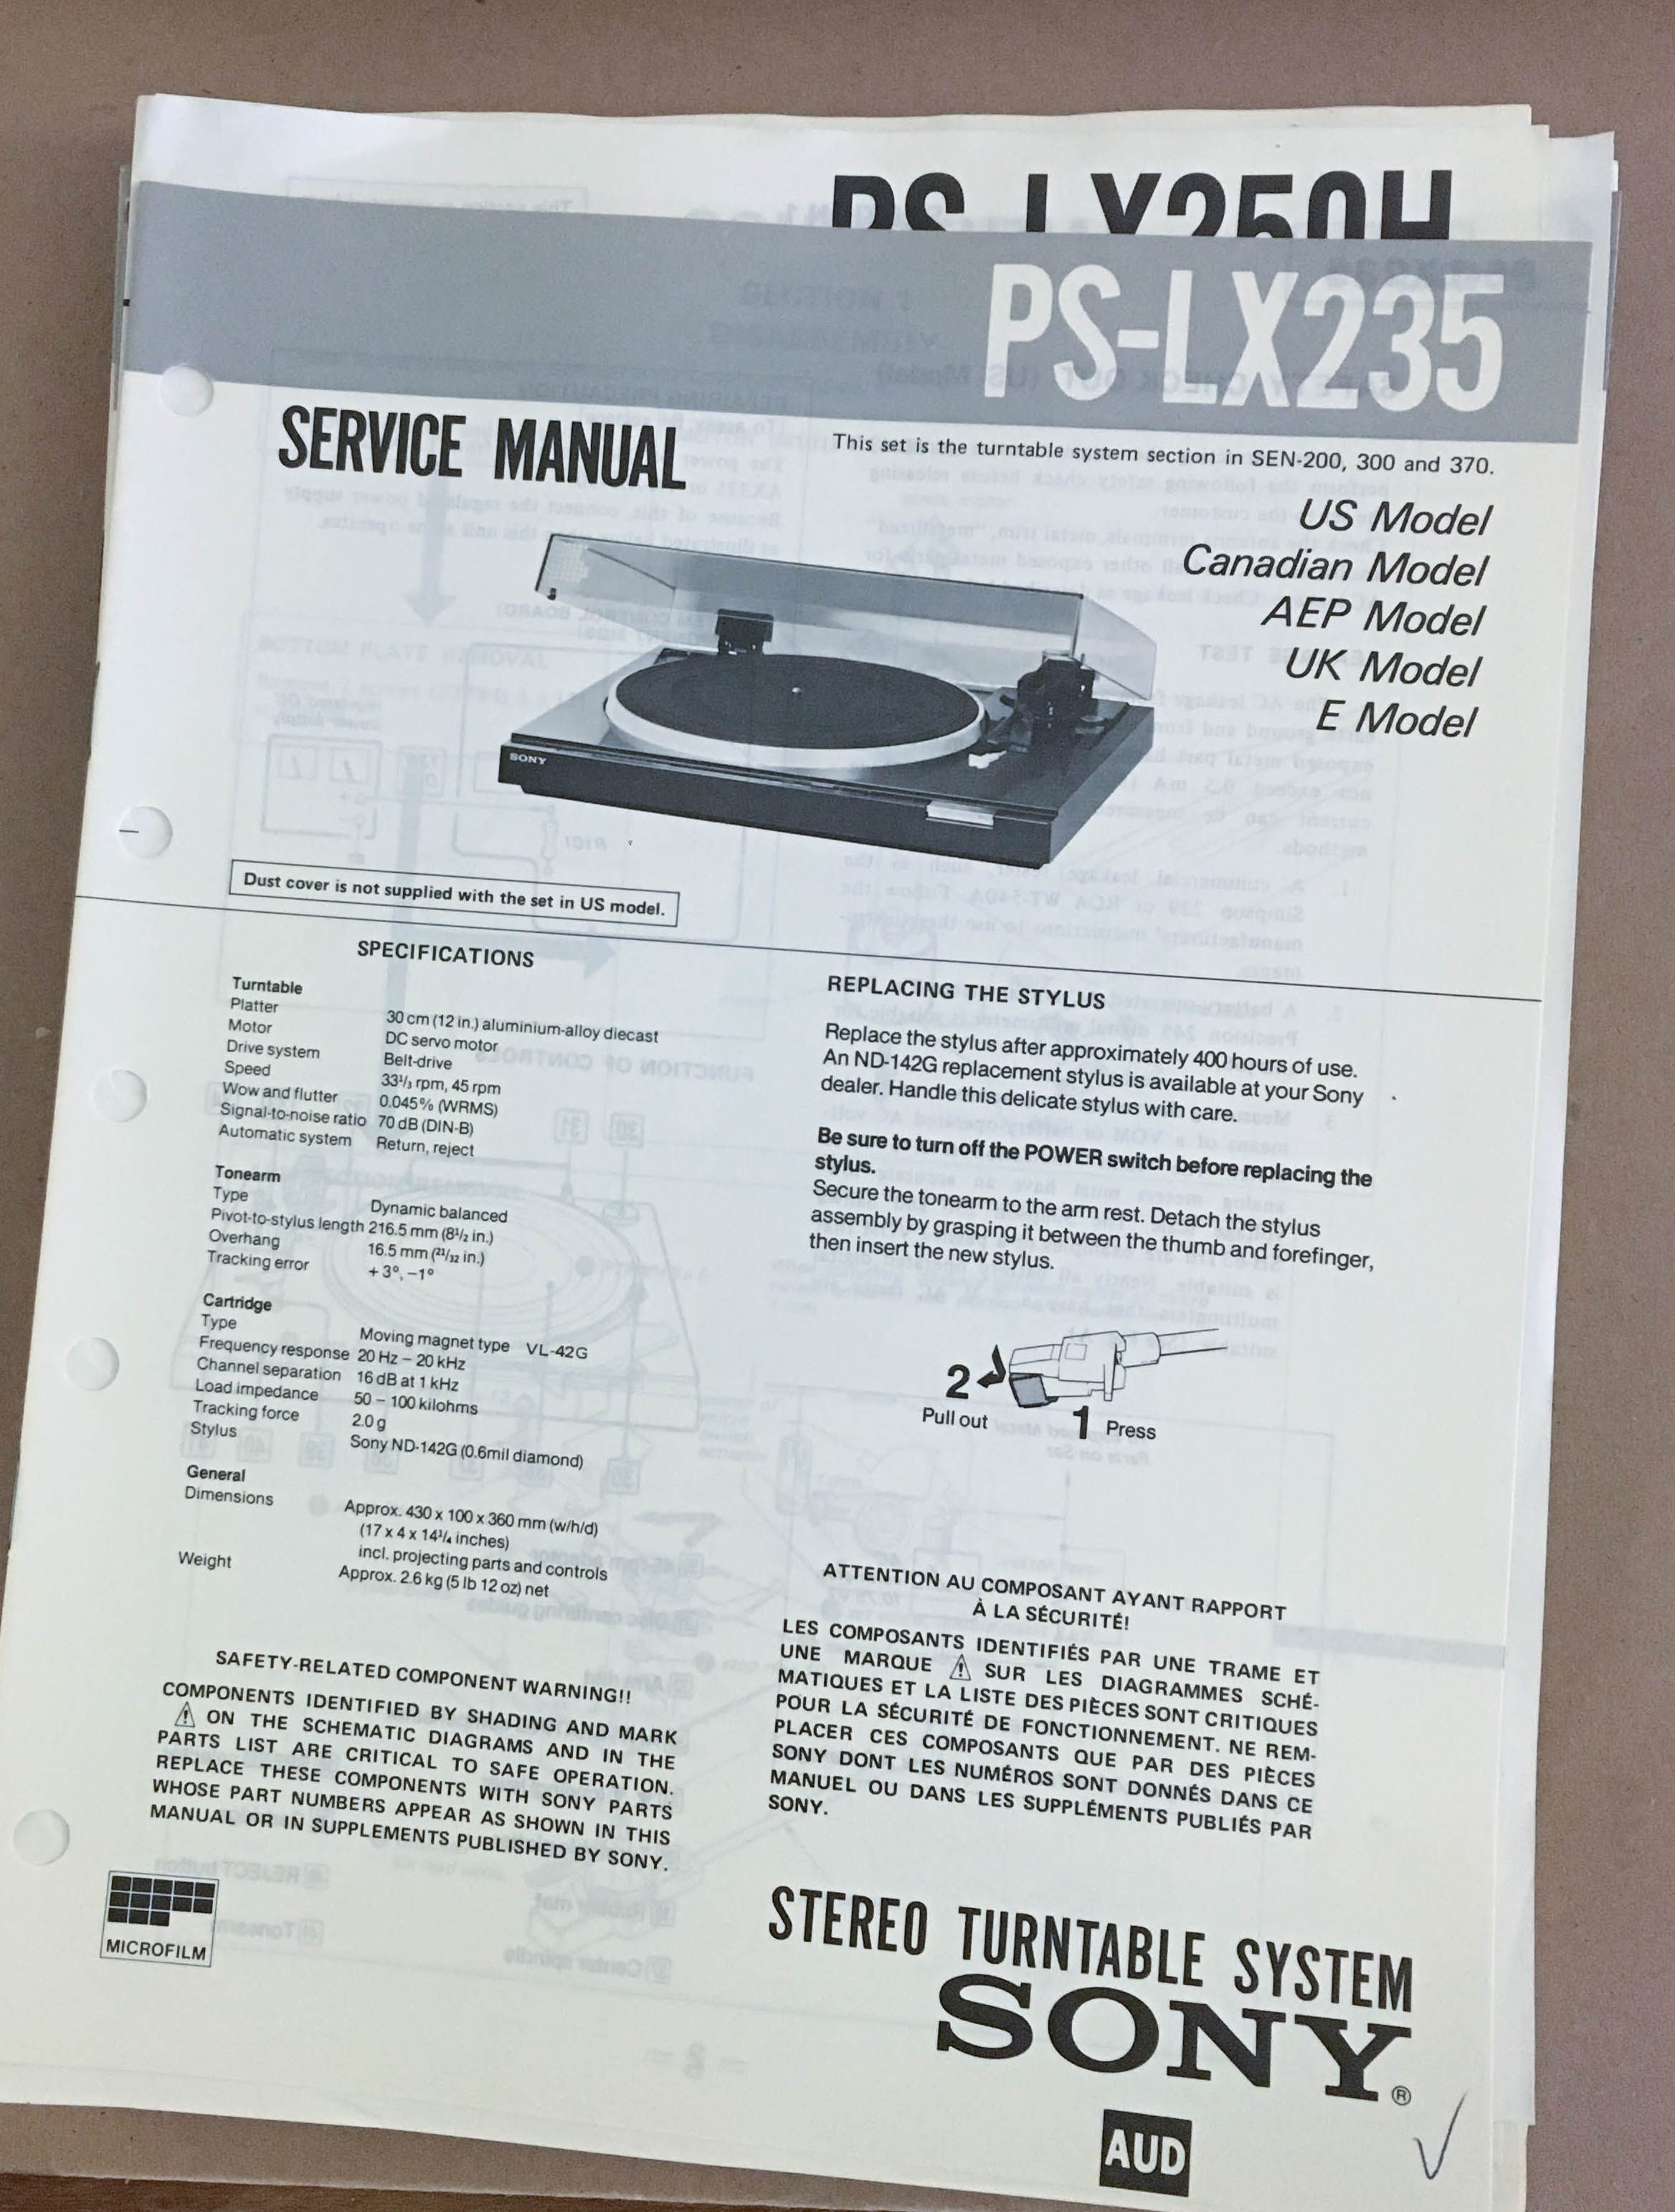 PS-LX250H
PS-LX235
SERVICE MANUAL
This set is the turntable system section in SEN-200, 300 and 370.
US Model
Canadian Model
AEP Model
UK Model
E Model
SONY
Dust cover is not supplied with the set in US model.
SPECIFICATIONS
Turntable
Platter 30 cm (12 in.) aluminium-alloy diecast
Motor DC servo motor
Drive system Belt-drive
Speed 33¹/₃ rpm, 45 rpm
Wow and flutter 0.045% (WRMS)
Signal-to-noise ratio 70 dB (DIN-B)
Automatic system Return, reject
Tonearm
Type Dynamic balanced
Pivot-to-stylus length 216.5 mm (8¹/₂ in.)
Overhang 16.5 mm (²¹/₃₂ in.)
Tracking error +3°, −1°
Cartridge
Type Moving magnet type VL-42G
Frequency response 20 Hz – 20 kHz
Channel separation 16 dB at 1 kHz
Load impedance 50 – 100 kilohms
Tracking force 2.0 g
Stylus Sony ND-142G (0.6mil diamond)
General
Dimensions Approx. 430 x 100 x 360 mm (w/h/d)
(17 x 4 x 14¹/₄ inches)
incl. projecting parts and controls
Weight Approx. 2.6 kg (5 lb 12 oz) net
SAFETY-RELATED COMPONENT WARNING!!
COMPONENTS IDENTIFIED BY SHADING AND MARK
⚠ ON THE SCHEMATIC DIAGRAMS AND IN THE
PARTS LIST ARE CRITICAL TO SAFE OPERATION.
REPLACE THESE COMPONENTS WITH SONY PARTS
WHOSE PART NUMBERS APPEAR AS SHOWN IN THIS
MANUAL OR IN SUPPLEMENTS PUBLISHED BY SONY.
MICROFILM
REPLACING THE STYLUS
Replace the stylus after approximately 400 hours of use.
An ND-142G replacement stylus is available at your Sony
dealer. Handle this delicate stylus with care.
Be sure to turn off the POWER switch before replacing the
stylus.
Secure the tonearm to the arm rest. Detach the stylus
assembly by grasping it between the thumb and forefinger,
then insert the new stylus.
2
Pull out
1 Press
ATTENTION AU COMPOSANT AYANT RAPPORT
À LA SÉCURITÉ!
LES COMPOSANTS IDENTIFIÉS PAR UNE TRAME ET
UNE MARQUE ⚠ SUR LES DIAGRAMMES SCHÉ-
MATIQUES ET LA LISTE DES PIÈCES SONT CRITIQUES
POUR LA SÉCURITÉ DE FONCTIONNEMENT. NE REM-
PLACER CES COMPOSANTS QUE PAR DES PIÈCES
SONY DONT LES NUMÉROS SONT DONNÉS DANS CE
MANUEL OU DANS LES SUPPLÉMENTS PUBLIÉS PAR
SONY.
STEREO TURNTABLE SYSTEM
SONY®
AUD